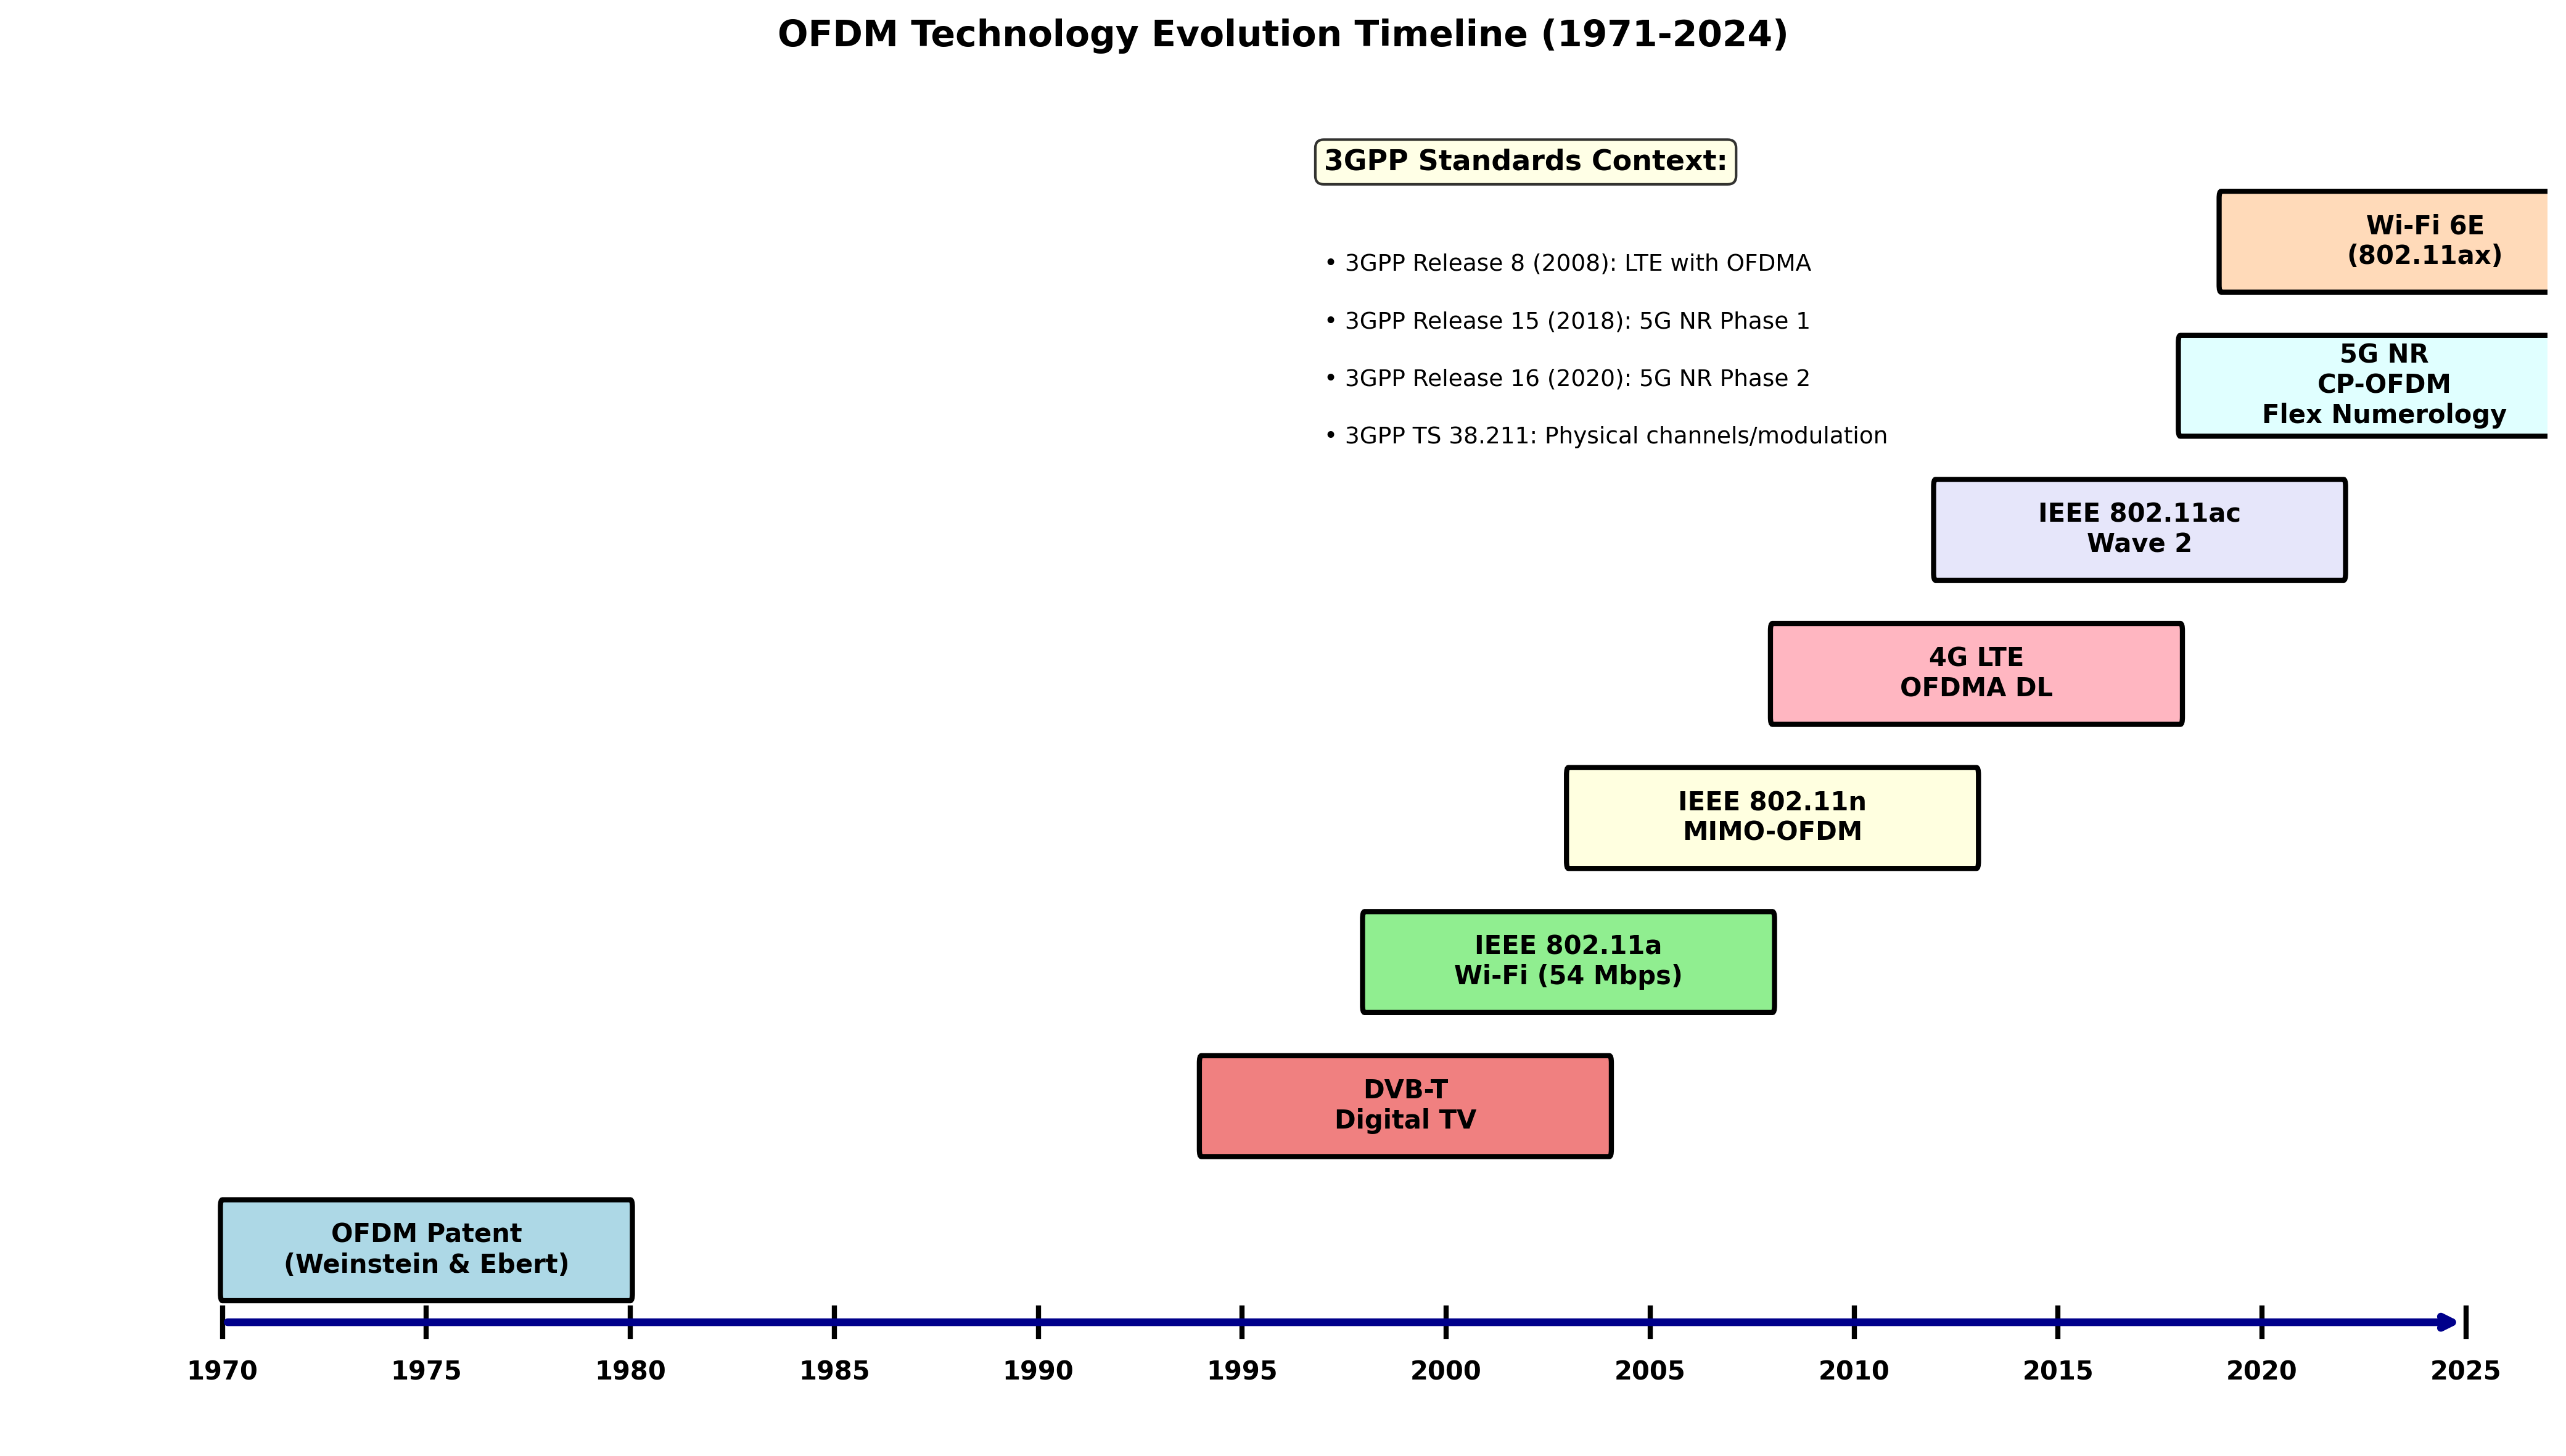 OFDM Technology Evolution Timeline (1971-2024)
3GPP Standards Context:
• 3GPP Release 8 (2008): LTE with OFDMA
• 3GPP Release 15 (2018): 5G NR Phase 1
• 3GPP Release 16 (2020): 5G NR Phase 2
• 3GPP TS 38.211: Physical channels/modulation
Wi-Fi 6E
(802.11ax)
5G NR
CP-OFDM
Flex Numerology
IEEE 802.11ac
Wave 2
4G LTE
OFDMA DL
IEEE 802.11n
MIMO-OFDM
IEEE 802.11a
Wi-Fi (54 Mbps)
DVB-T
Digital TV
OFDM Patent
(Weinstein & Ebert)
1970 1975 1980 1985 1990 1995 2000 2005 2010 2015 2020 2025